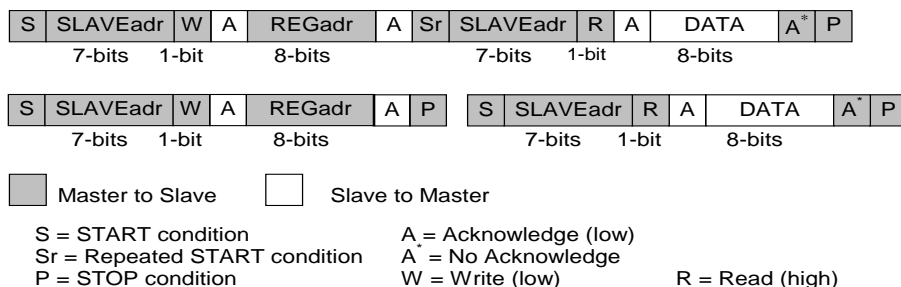 S SLAVEadr W A REGadr A Sr SLAVEadr R A DATA A* P
7-bits 1-bit 8-bits 7-bits 1-bit 8-bits
S SLAVEadr W A REGadr A P S SLAVEadr R A DATA A* P
7-bits 1-bit 8-bits 7-bits 1-bit 8-bits
Master to Slave Slave to Master
S = START condition A = Acknowledge (low)
Sr = Repeated START condition A* = No Acknowledge
P = STOP condition W = Write (low) R = Read (high)